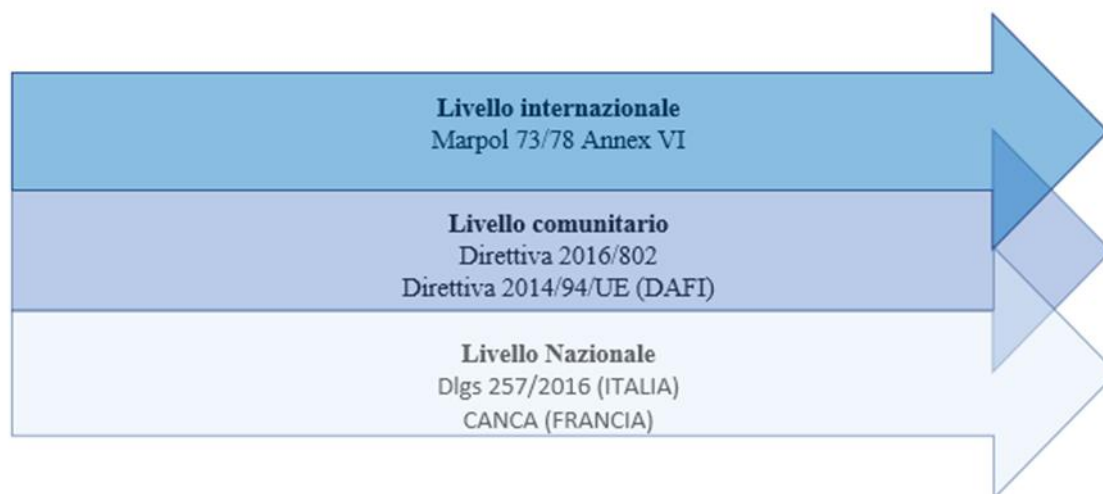 Livello internazionale
Marpol 73/78 Annex VI
Livello comunitario
Direttiva 2016/802
Direttiva 2014/94/UE (DAFI)
Livello Nazionale
Dlgs 257/2016 (ITALIA)
CANCA (FRANCIA)